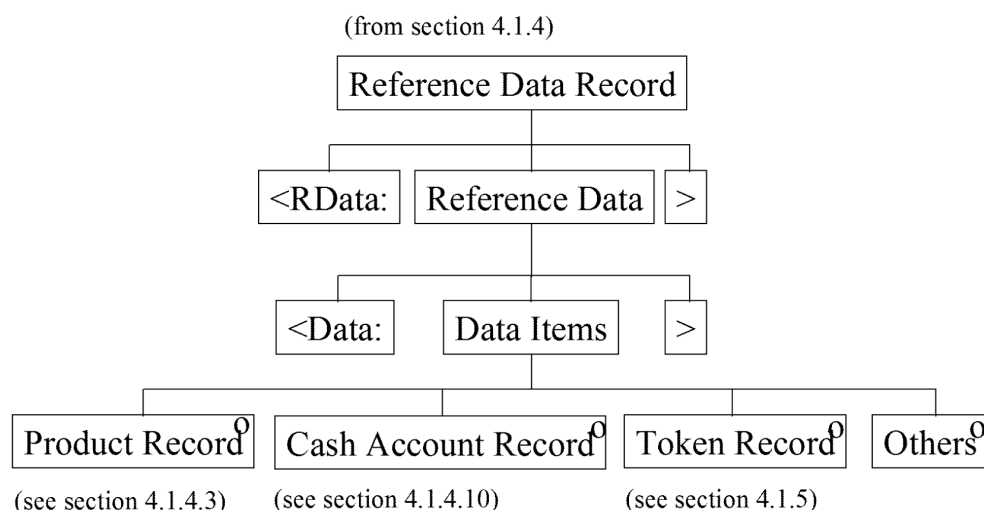 (from section 4.1.4)
Reference Data Record
<RData: Reference Data >
<Data: Data Items >
Product Record o Cash Account Record o Token Record o Others o
(see section 4.1.4.3) (see section 4.1.4.10) (see section 4.1.5)